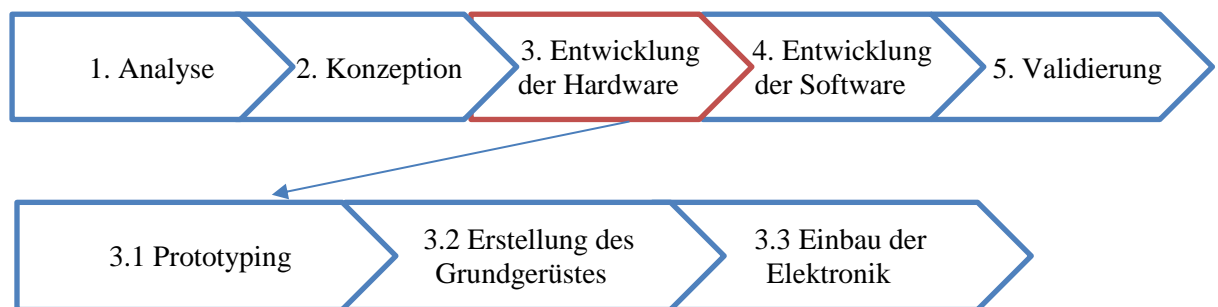 1. Analyse
2. Konzeption
3. Entwicklung
der Hardware
4. Entwicklung
der Software
5. Validierung
3.1 Prototyping
3.2 Erstellung des
Grundgerüstes
3.3 Einbau der
Elektronik